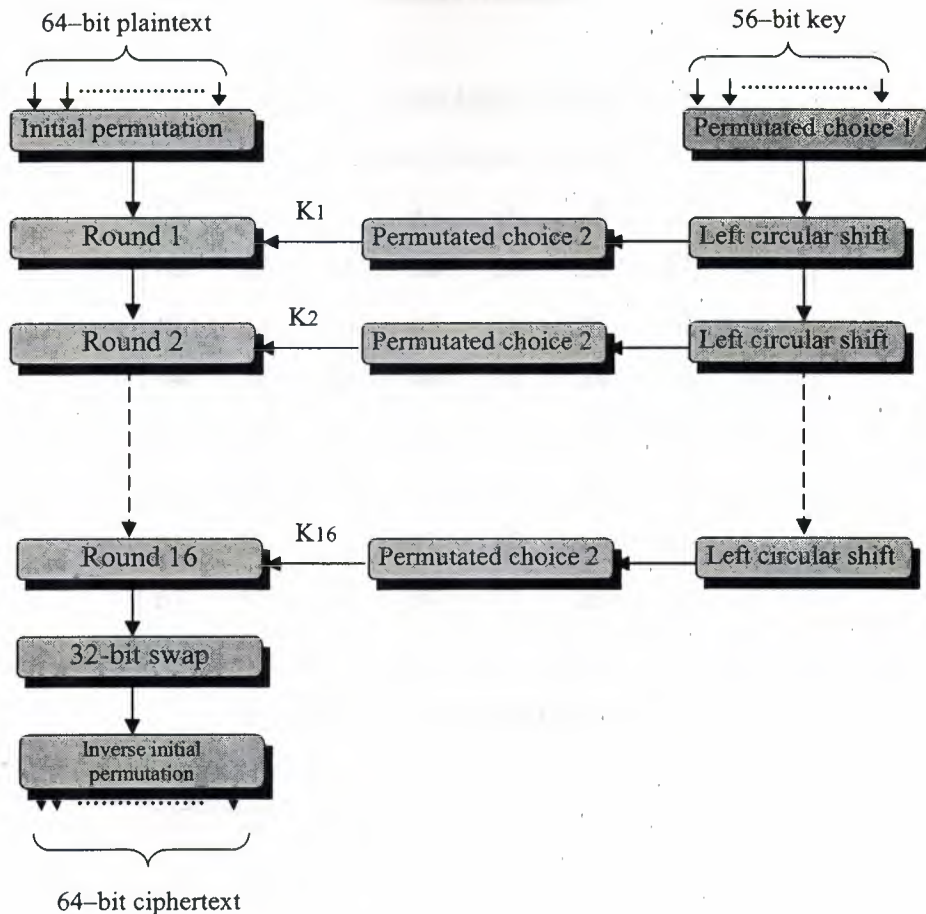 64–bit plaintext
56-bit key
Initial permutation
Permutated choice 1
K1
Round 1
Permutated choice 2
Left circular shift
K2
Round 2
Permutated choice 2
Left circular shift
K16
Round 16
Permutated choice 2
Left circular shift
32-bit swap
Inverse initial
permutation
64–bit ciphertext